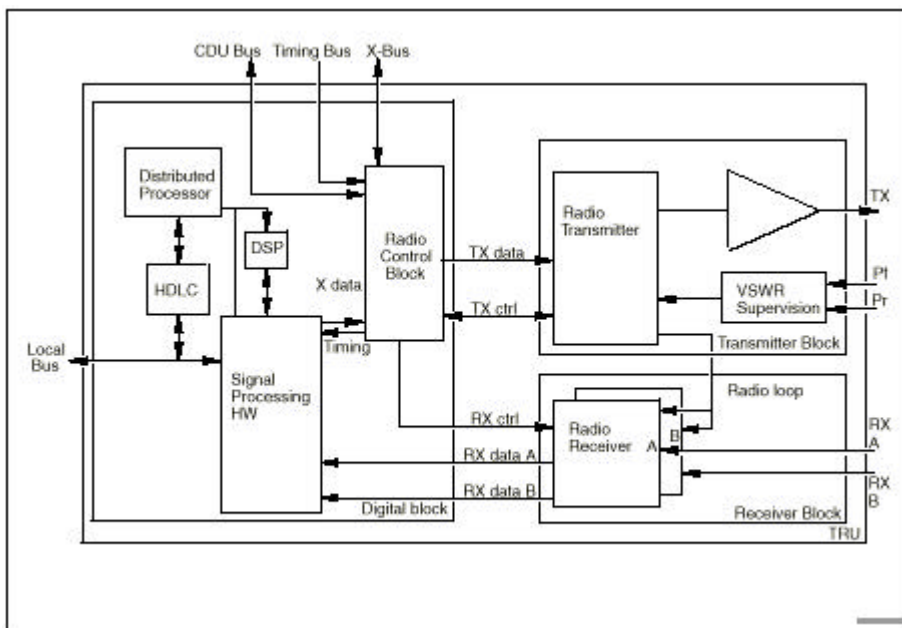 CDU Bus Timing Bus X-Bus
Distributed
Processor
DSP
HDLC
X data
Timing
Local
Bus
Signal
Processing
HW
Radio
Control
Block
TX data
TX ctrl
RX ctrl
RX data A
RX data B
Digital block
Radio
Transmitter
TX
Pf
Pr
VSWR
Supervision
Transmitter Block
Radio loop
Radio
Receiver
A
B
RX
A
RX
B
Receiver Block
TRU